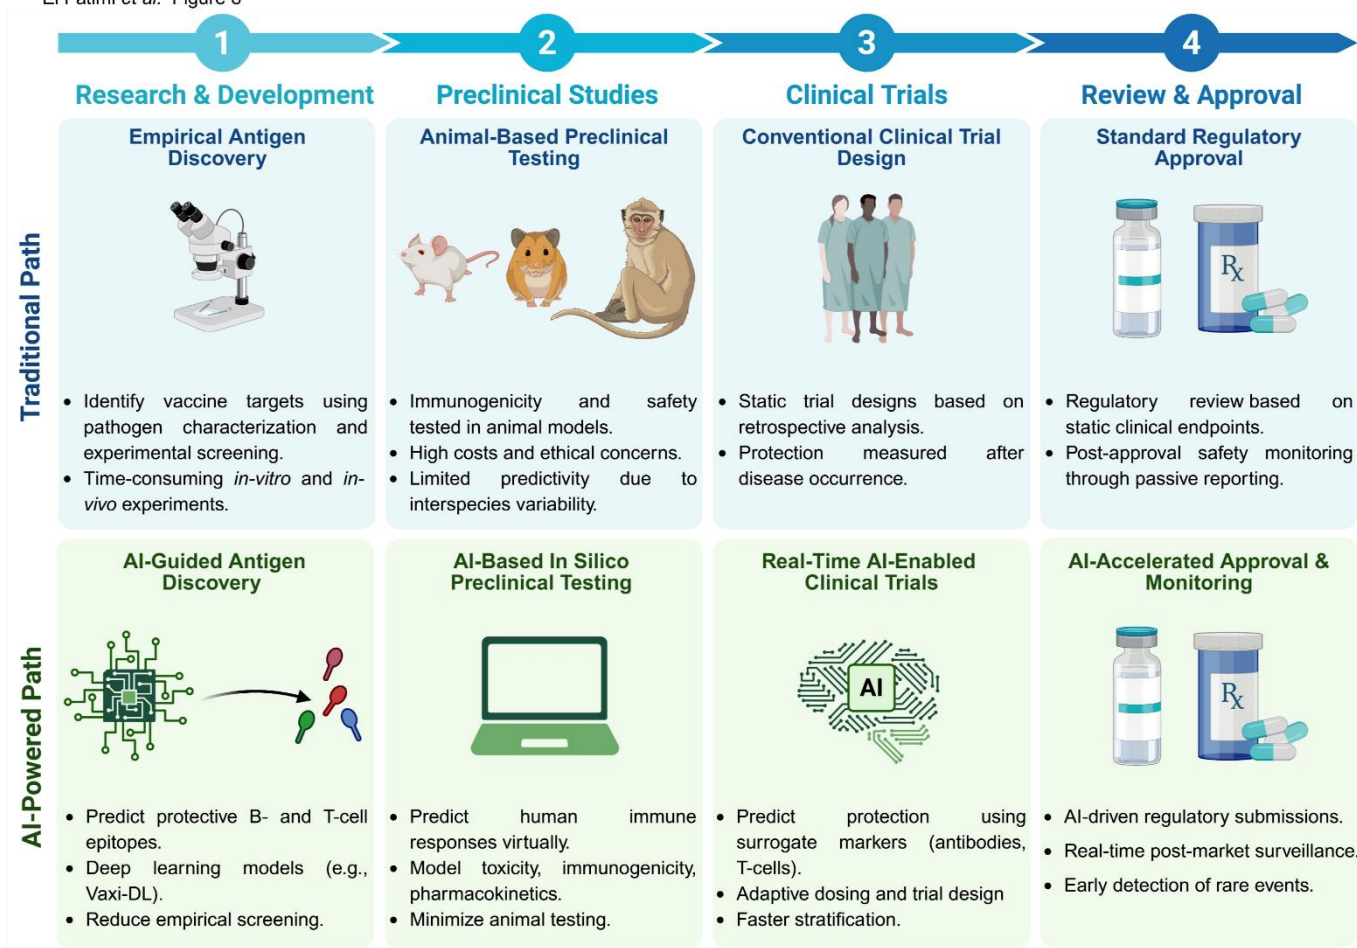 El Fatimi et al. Figure
1
2
3
4
Research & Development
Preclinical Studies
Clinical Trials
Review & Approval
Traditional Path
Empirical Antigen
Discovery
• Identify vaccine targets using
pathogen characterization and
experimental screening.
• Time-consuming in-vitro and in-
vivo experiments.
Animal-Based Preclinical
Testing
• Immunogenicity and safety
tested in animal models.
• High costs and ethical concerns.
• Limited predictivity due to
interspecies variability.
Conventional Clinical Trial
Design
• Static trial designs based on
retrospective analysis.
• Protection measured after
disease occurrence.
Standard Regulatory
Approval
Rx
• Regulatory review based on
static clinical endpoints.
• Post-approval safety monitoring
through passive reporting.
AI-Powered Path
AI-Guided Antigen
Discovery
• Predict protective B- and T-cell
epitopes.
• Deep learning models (e.g.,
Vaxi-DL).
• Reduce empirical screening.
AI-Based In Silico
Preclinical Testing
• Predict human immune
responses virtually.
• Model toxicity, immunogenicity,
pharmacokinetics.
• Minimize animal testing.
Real-Time AI-Enabled
Clinical Trials
AI
• Predict protection using
surrogate markers (antibodies,
T-cells).
• Adaptive dosing and trial design
• Faster stratification.
AI-Accelerated Approval &
Monitoring
Rx
• AI-driven regulatory submissions.
• Real-time post-market surveillance.
• Early detection of rare events.